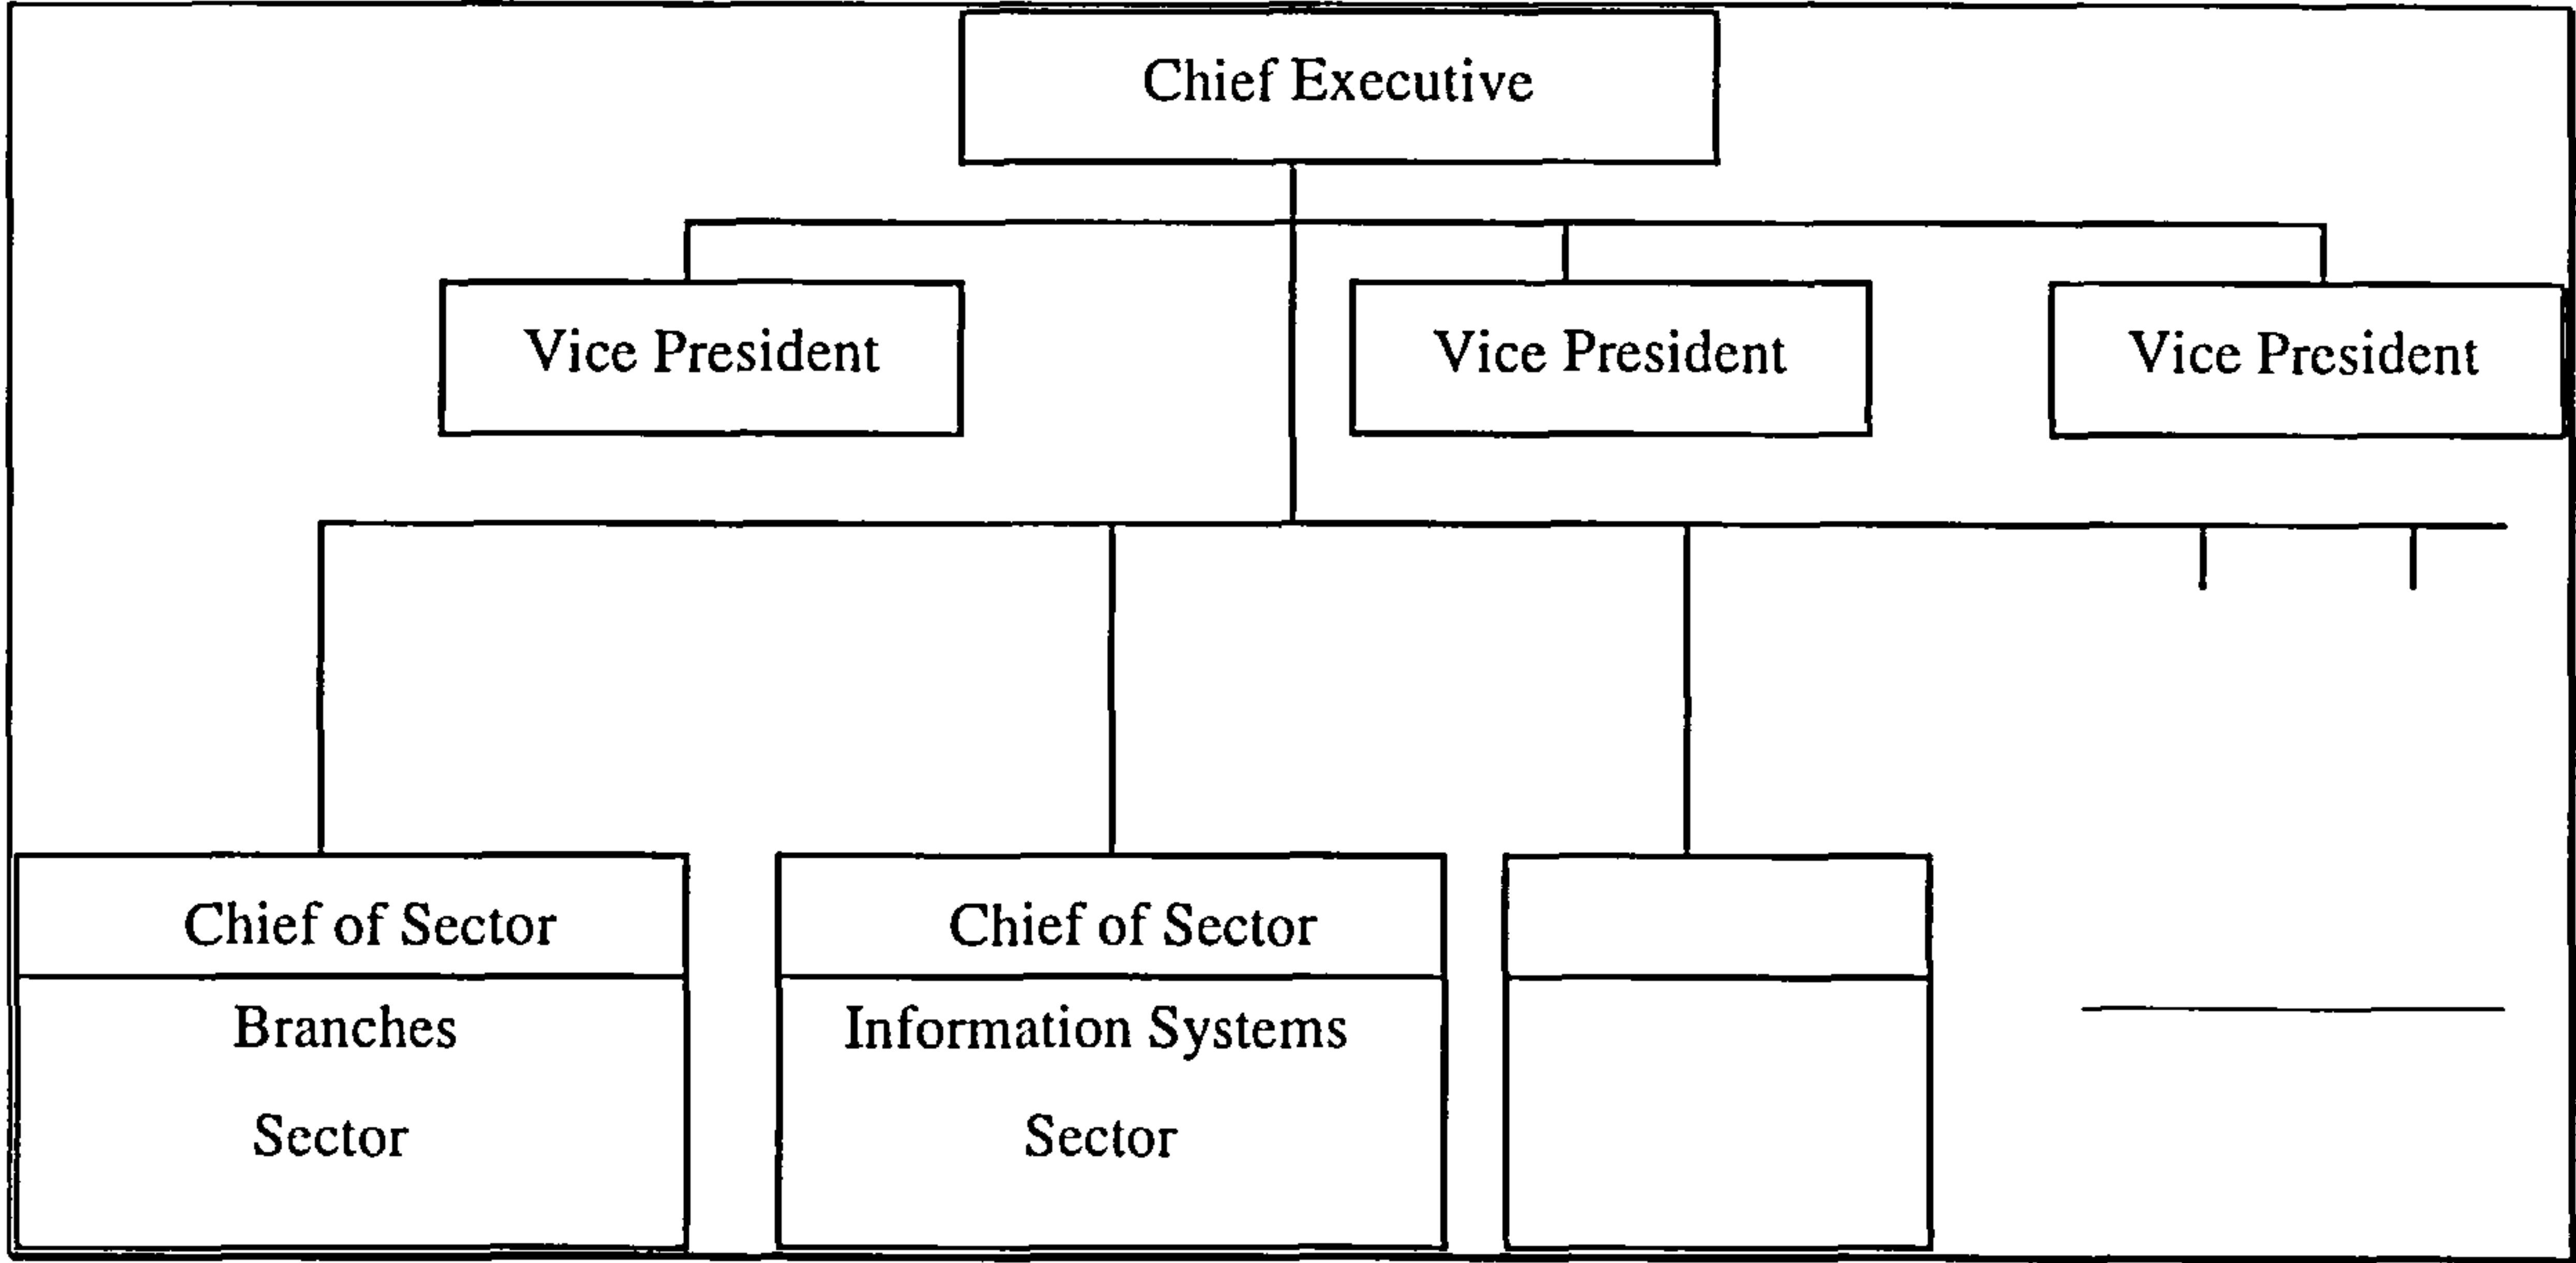 Chief Executive
Vice President
Vice President
Vice President
Chief of Sector
Branches
Sector
Chief of Sector
Information Systems
Sector